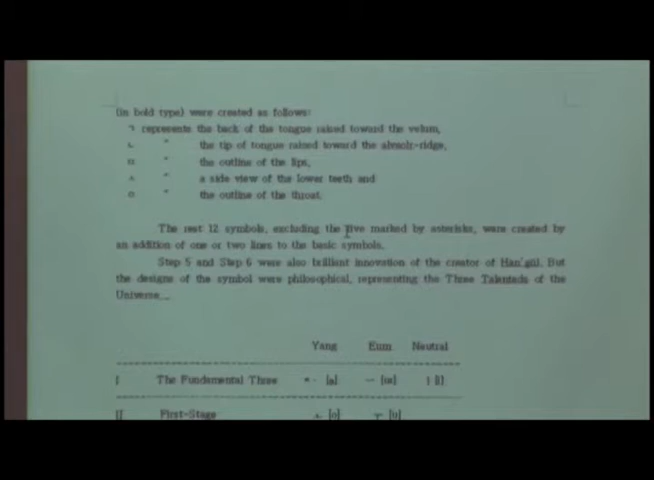 (in bold type) were created as follows:
ㄱ represents the back of the tongue raised toward the velum,
ㄴ " the tip of tongue raised toward the alveolr-ridge,
ㅁ " the outline of the lips,
ㅅ " a side view of the lower teeth and
ㅇ " the outline of the throat.
The rest 12 symbols, excluding the five marked by asterisks, were created by
an addition of one or two lines to the basic symbols.
Step 5 and Step 6 were also brilliant innovation of the creator of Han'gŭl. But
the designs of the symbol were philosophical, representing the Three of the
Universe...
Yang Eum Neutral
I The Fundamental Three · [a] ㅡ [ɯ] ㅣ [i]
II First-Stage ㅗ [o] ㅜ [u]